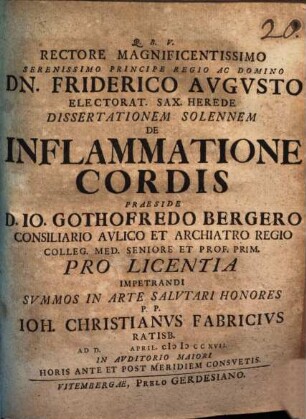 20.
Q. B. V.
RECTORE MAGNIFICENTISSIMO
SERENISSIMO PRINCIPE REGIO AC DOMINO
DN. FRIDERICO AVGVSTO
ELECTORAT. SAX. HEREDE
DISSERTATIONEM SOLENNEM
DE
INFLAMMATIONE
CORDIS
PRAESIDE
D. IO. GOTHOFREDO BERGERO
CONSILIARIO AVLICO ET ARCHIATRO REGIO
COLLEG. MED. SENIORE ET PROF. PRIM.
PRO LICENTIA
IMPETRANDI
SVMMOS IN ARTE SALVTARI HONORES
P. P.
IOH. CHRISTIANVS FABRICIVS
RATISB.
AD D. APRIL. cIɔ Iɔ CC XVII.
IN AVDITORIO MAIORI
HORIS ANTE ET POST MERIDIEM CONSVETIS.
VITEMBERGAE, PRELO GERDESIANO.